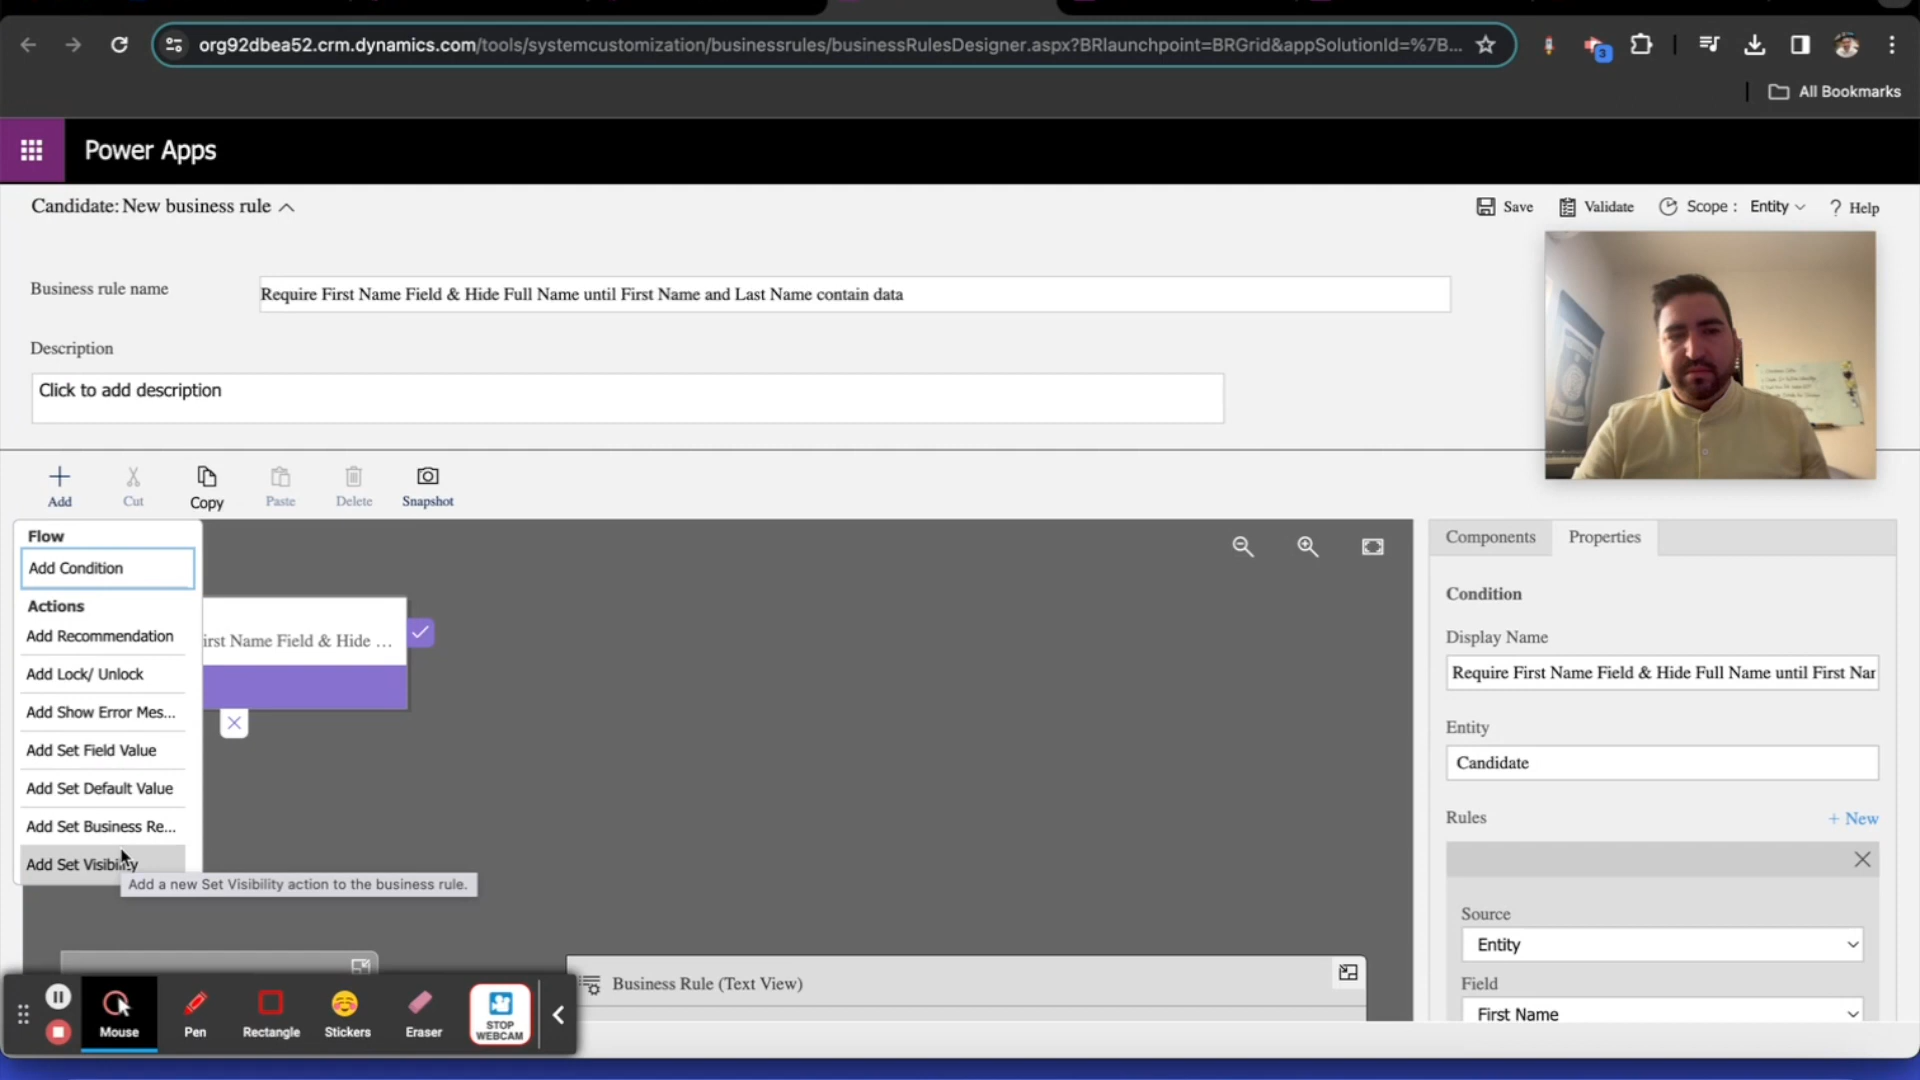 org92dbea52.crm.dynamics.com/tools/systemcustomization/businessrules/businessRulesDesigner.aspx?BRlaunchpoint=BRGrid&appSolutionId=%7B...
3
All Bookmarks
Power Apps
Candidate: New business rule
Save
Validate
Scope :
Entity
? Help
Business rule name
Require First Name Field & Hide Full Name until First Name and Last Name contain data
Description
Click to add description
Add
Cut
Copy
Paste
Delete
Snapshot
Flow
Add Condition
Actions
Add Recommendation
Add Lock/ Unlock
Add Show Error Mes...
Add Set Field Value
Add Set Default Value
Add Set Business Re...
Add Set Visibility
Add a new Set Visibility action to the business rule.
irst Name Field & Hide ...
Business Rule (Text View)
Components
Properties
Condition
Display Name
Require First Name Field & Hide Full Name until First Nar
Entity
Candidate
Rules
+ New
Source
Entity
Field
First Name
Mouse
Pen
Rectangle
Stickers
Eraser
STOP
WEBCAM